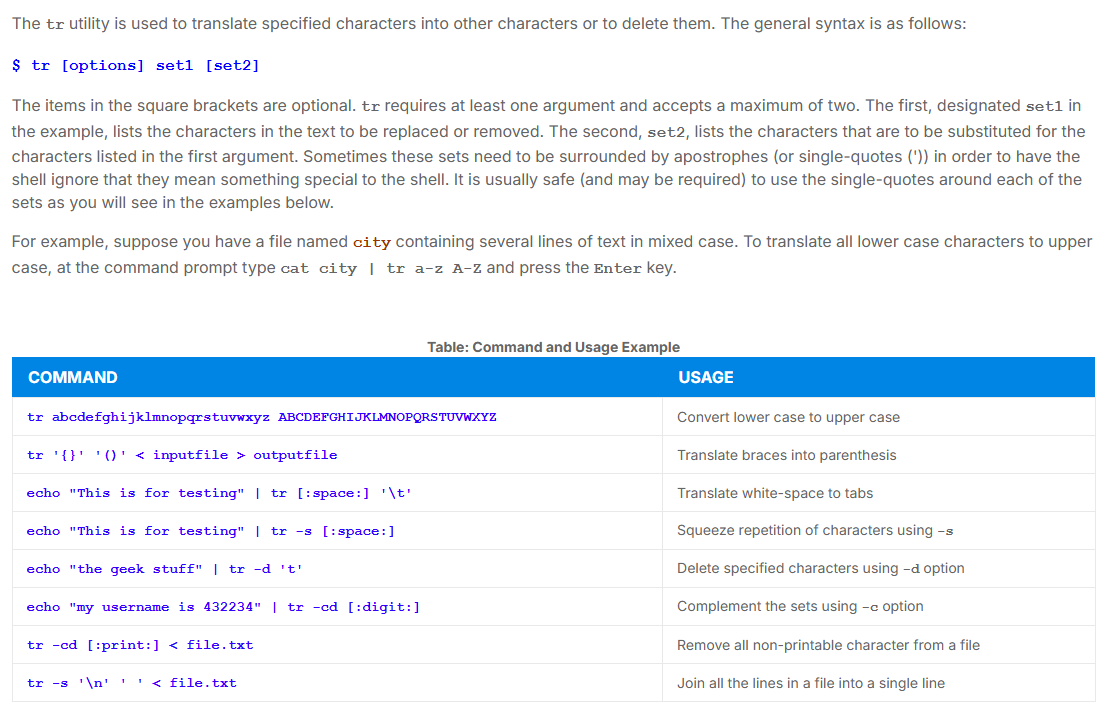 The tr utility is used to translate specified characters into other characters or to delete them. The general syntax is as follows:
$ tr [options] set1 [set2]
The items in the square brackets are optional. tr requires at least one argument and accepts a maximum of two. The first, designated set1 in
the example, lists the characters in the text to be replaced or removed. The second, set2, lists the characters that are to be substituted for the
characters listed in the first argument. Sometimes these sets need to be surrounded by apostrophes (or single-quotes (')) in order to have the
shell ignore that they mean something special to the shell. It is usually safe (and may be required) to use the single-quotes around each of the
sets as you will see in the examples below.
For example, suppose you have a file named city containing several lines of text in mixed case. To translate all lower case characters to upper
case, at the command prompt type cat city | tr a-z A-Z and press the Enter key.
Table: Command and Usage Example
COMMAND USAGE
tr abcdefghijklmnopqrstuvwxyz ABCDEFGHIJKLMNOPQRSTUVWXYZ Convert lower case to upper case
tr '{}' '()' < inputfile > outputfile Translate braces into parenthesis
echo "This is for testing" | tr [:space:] '\t' Translate white-space to tabs
echo "This is for testing" | tr -s [:space:] Squeeze repetition of characters using -s
echo "the geek stuff" | tr -d 't' Delete specified characters using -d option
echo "my username is 432234" | tr -cd [:digit:] Complement the sets using -c option
tr -cd [:print:] < file.txt Remove all non-printable character from a file
tr -s '\n' ' ' < file.txt Join all the lines in a file into a single line